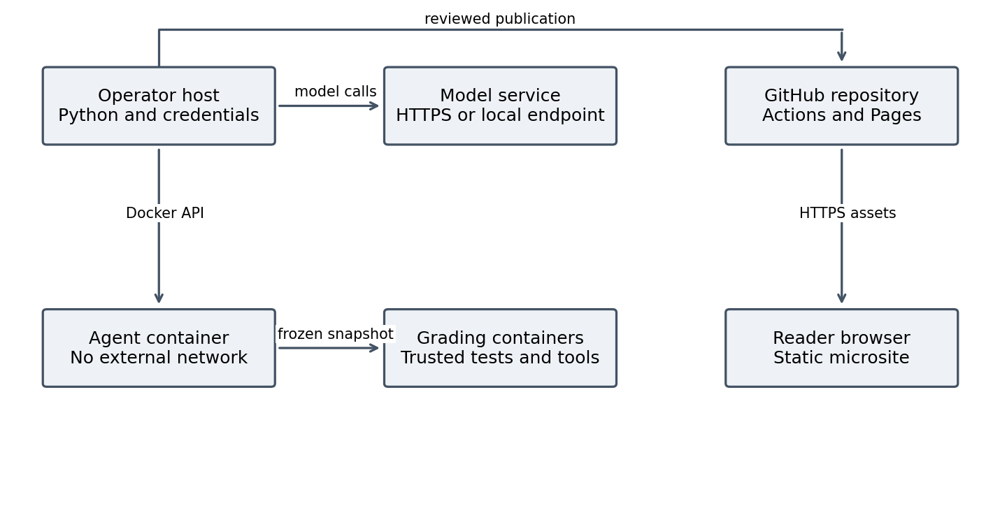 reviewed publication
Operator host
Python and credentials
model calls
Model service
HTTPS or local endpoint
GitHub repository
Actions and Pages
Docker API
HTTPS assets
Agent container
No external network
frozen snapshot
Grading containers
Trusted tests and tools
Reader browser
Static microsite